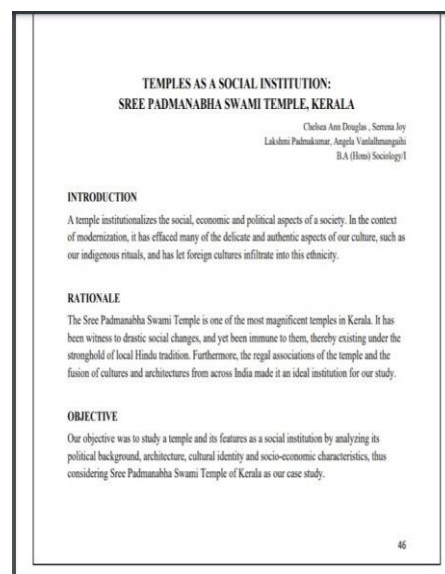 TEMPLES AS A SOCIAL INSTITUTION:
SREE PADMANABHA SWAMI TEMPLE, KERALA
Chelsea Ann Douglas , Serrena Joy
Lakshmi Padmakumar, Angela Vanlalhmangaihi
B.A (Hons) Sociology/I
INTRODUCTION
A temple institutionalizes the social, economic and political aspects of a society. In the context
of modernization, it has effaced many of the delicate and authentic aspects of our culture, such as
our indigenous rituals, and has let foreign cultures infiltrate into this ethnicity.
RATIONALE
The Sree Padmanabha Swami Temple is one of the most magnificent temples in Kerala. It has
been witness to drastic social changes, and yet been immune to them, thereby existing under the
stronghold of local Hindu tradition. Furthermore, the regal associations of the temple and the
fusion of cultures and architectures from across India made it an ideal institution for our study.
OBJECTIVE
Our objective was to study a temple and its features as a social institution by analyzing its
political background, architecture, cultural identity and socio-economic characteristics, thus
considering Sree Padmanabha Swami Temple of Kerala as our case study.
46